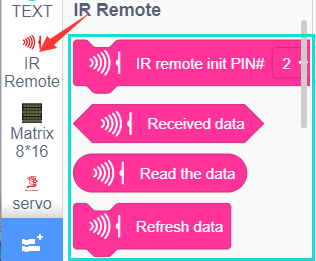 TEXT
IR
Remote
Matrix
8*16
servo
IR Remote
IR remote init PIN# 2
Received data
Read the data
Refresh data